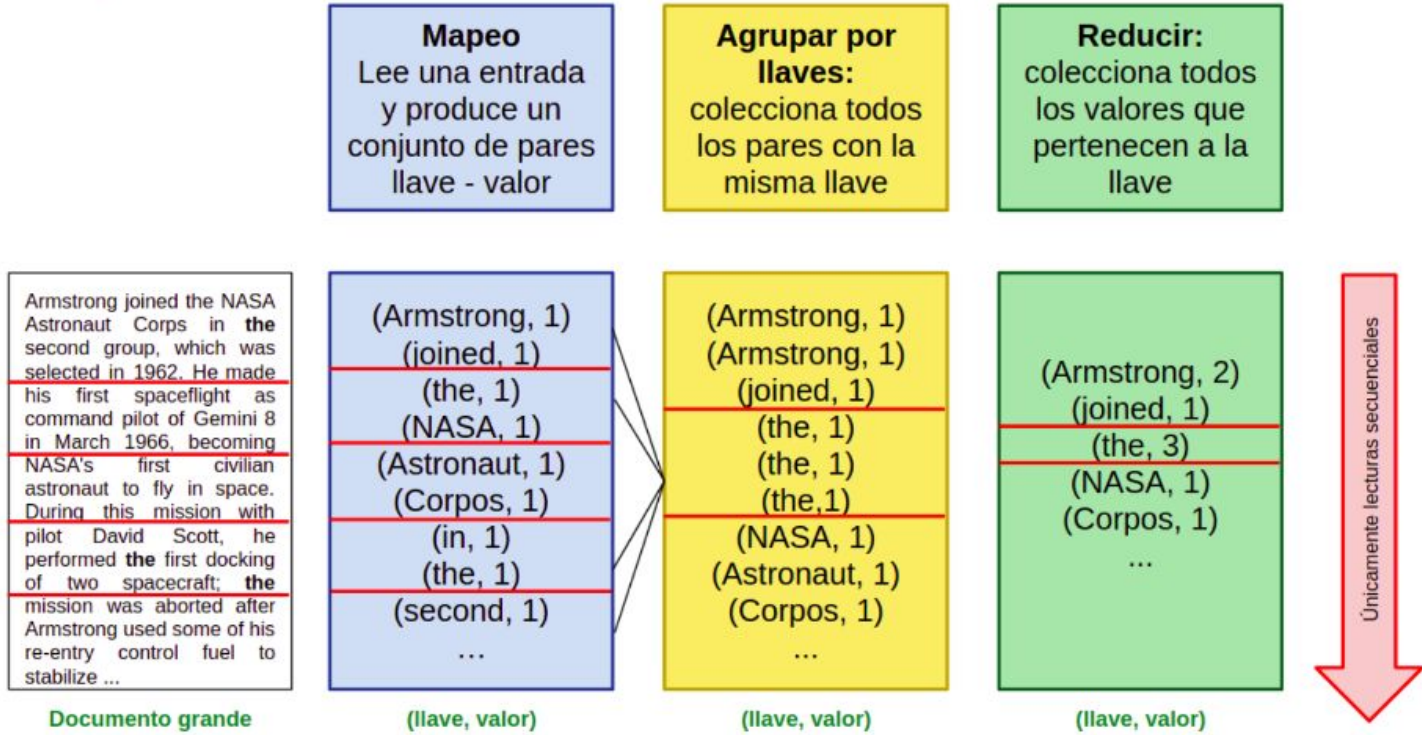 Mapeo
Lee una entrada
y produce un
conjunto de pares
llave - valor
Agrupar por
llaves:
colecciona todos
los pares con la
misma llave
Reducir:
colecciona todos
los valores que
pertenecen a la
llave
Armstrong joined the NASA
Astronaut Corps in the
second group, which was
selected in 1962. He made
his first spaceflight as
command pilot of Gemini 8
in March 1966, becoming
NASA's first civilian
astronaut to fly in space.
During this mission with
pilot David Scott, he
performed the first docking
of two spacecraft; the
mission was aborted after
Armstrong used some of his
re-entry control fuel to
stabilize ...
Documento grande
(Armstrong, 1)
(joined, 1)
(the, 1)
(NASA, 1)
(Astronaut, 1)
(Corpos, 1)
(in, 1)
(the, 1)
(second, 1)
...
(llave, valor)
(Armstrong, 1)
(Armstrong, 1)
(joined, 1)
(the, 1)
(the, 1)
(the,1)
(NASA, 1)
(Astronaut, 1)
(Corpos, 1)
...
(llave, valor)
(Armstrong, 2)
(joined, 1)
(the, 3)
(NASA, 1)
(Corpos, 1)
...
(llave, valor)
Únicamente lecturas secuenciales